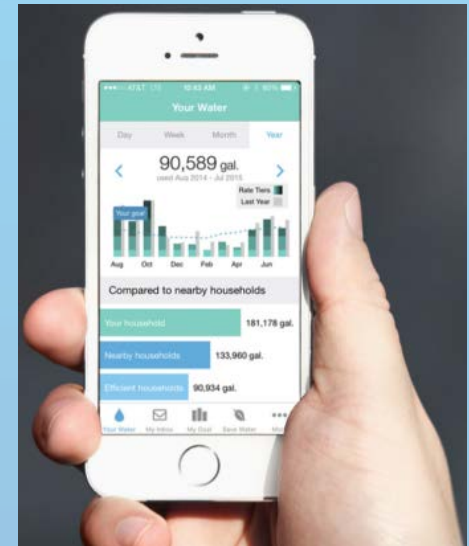 AT&T LTE 10:43 AM 80%
Your Water
Day Week Month Year
90,589 gal.
used Aug 2014 - Jul 2015
Rate Tiers
Last Year
Your goal
Aug Oct Dec Feb Apr Jun
Compared to nearby households
Your household 181,178 gal.
Nearby households 133,960 gal.
Efficient households 90,934 gal.
Your Water My Inbox My Goal Save Water